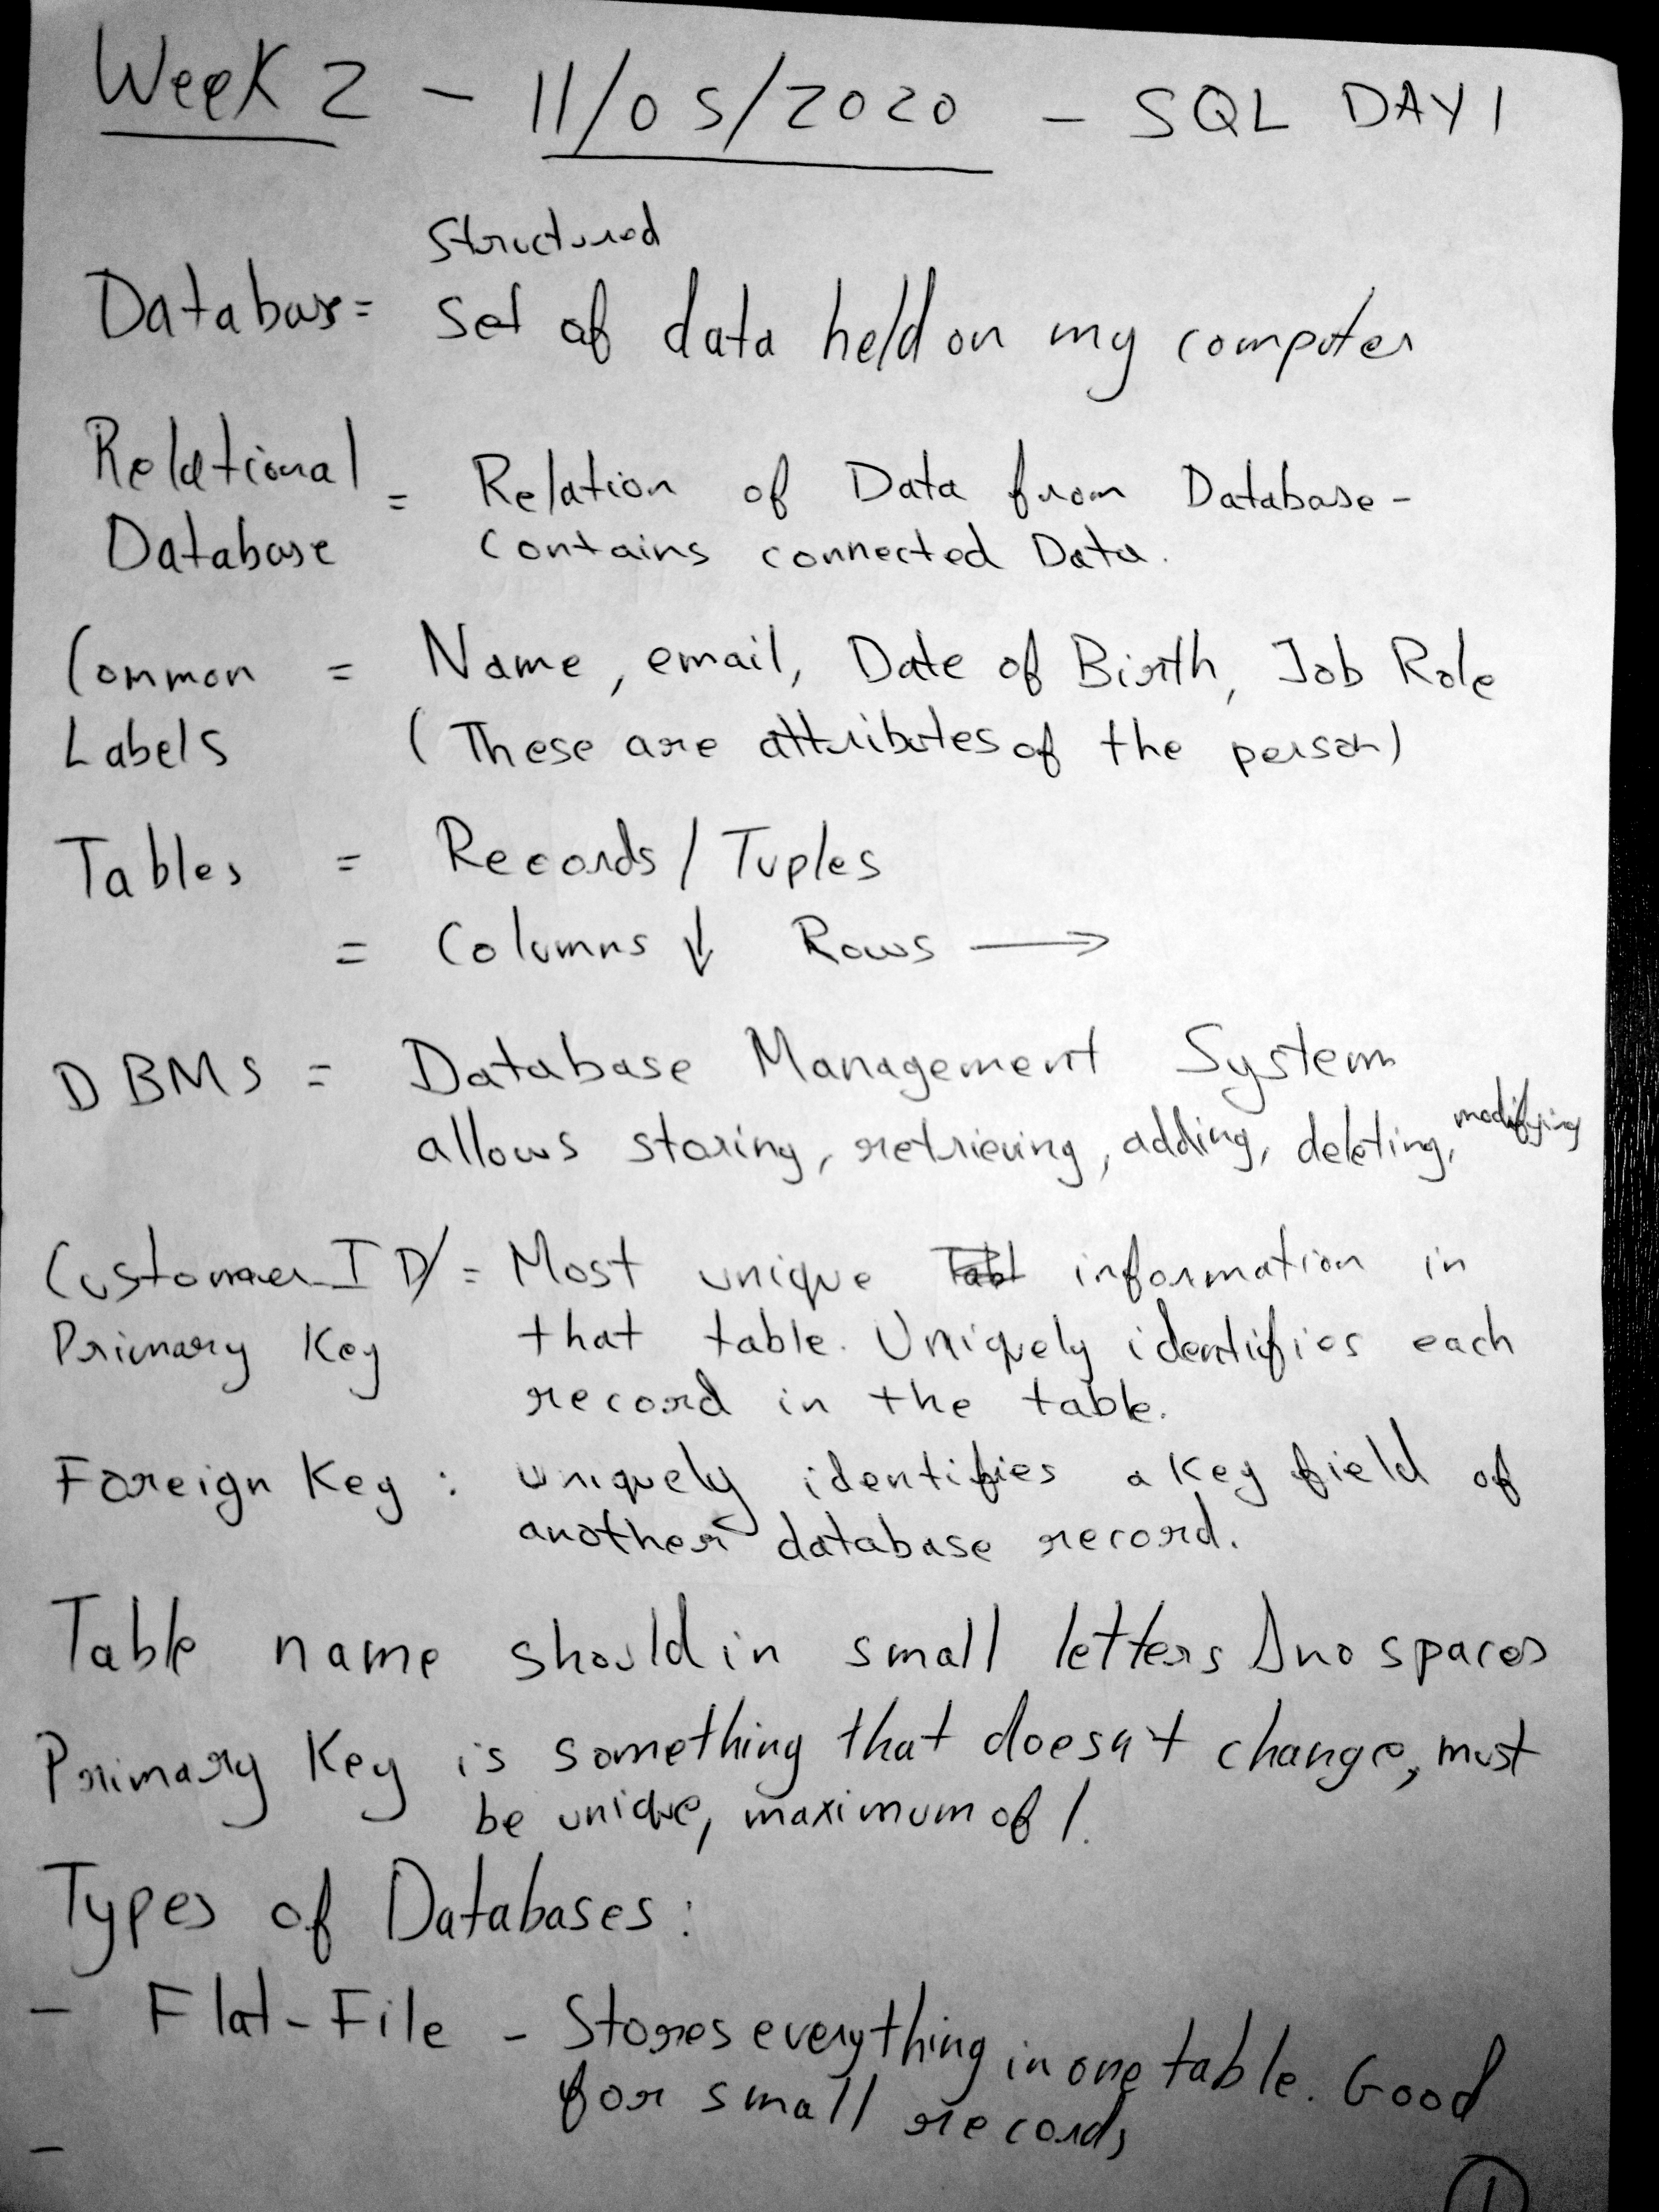 Week 2 - 11/05/2020 - SQL DAY 1
Structured
Database = Set of data held on my computer
Relational
= Relation of Data from Database -
Database contains connected Data.
Common = Name, email, Date of Birth, Job Role
Labels (These are attributes of the person)
Tables = Records / Tuples
= Columns ↓ Rows →
DBMS = Database Management System
allows storing, retrieving, adding, deleting, modifying
Customer ID/ = Most unique information in
Primary Key that table. Uniquely identifies each
record in the table.
Foreign Key : uniquely identifies a key field of
another database record.
Table name should in small letters & no spaces
Primary Key is something that doesn't change, must
be unique, maximum of 1.
Types of Databases:
- Flat-File - Stores everything in one table. Good
for small records
-
1